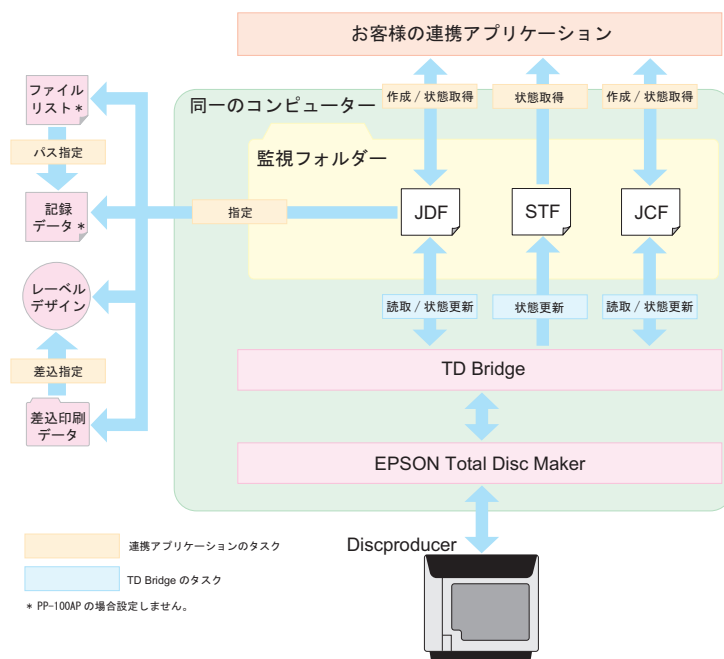 お客様の連携アプリケーション
ファイル
リスト*
同一のコンピューター
作成 / 状態取得
状態取得
作成 / 状態取得
パス指定
監視フォルダー
記録
データ*
指定
JDF
STF
JCF
レーベル
デザイン
読取 / 状態更新
状態更新
読取 / 状態更新
差込指定
TD Bridge
差込印刷
データ
EPSON Total Disc Maker
連携アプリケーションのタスク
Discproducer
TD Bridge のタスク
* PP-100AP の場合設定しません。